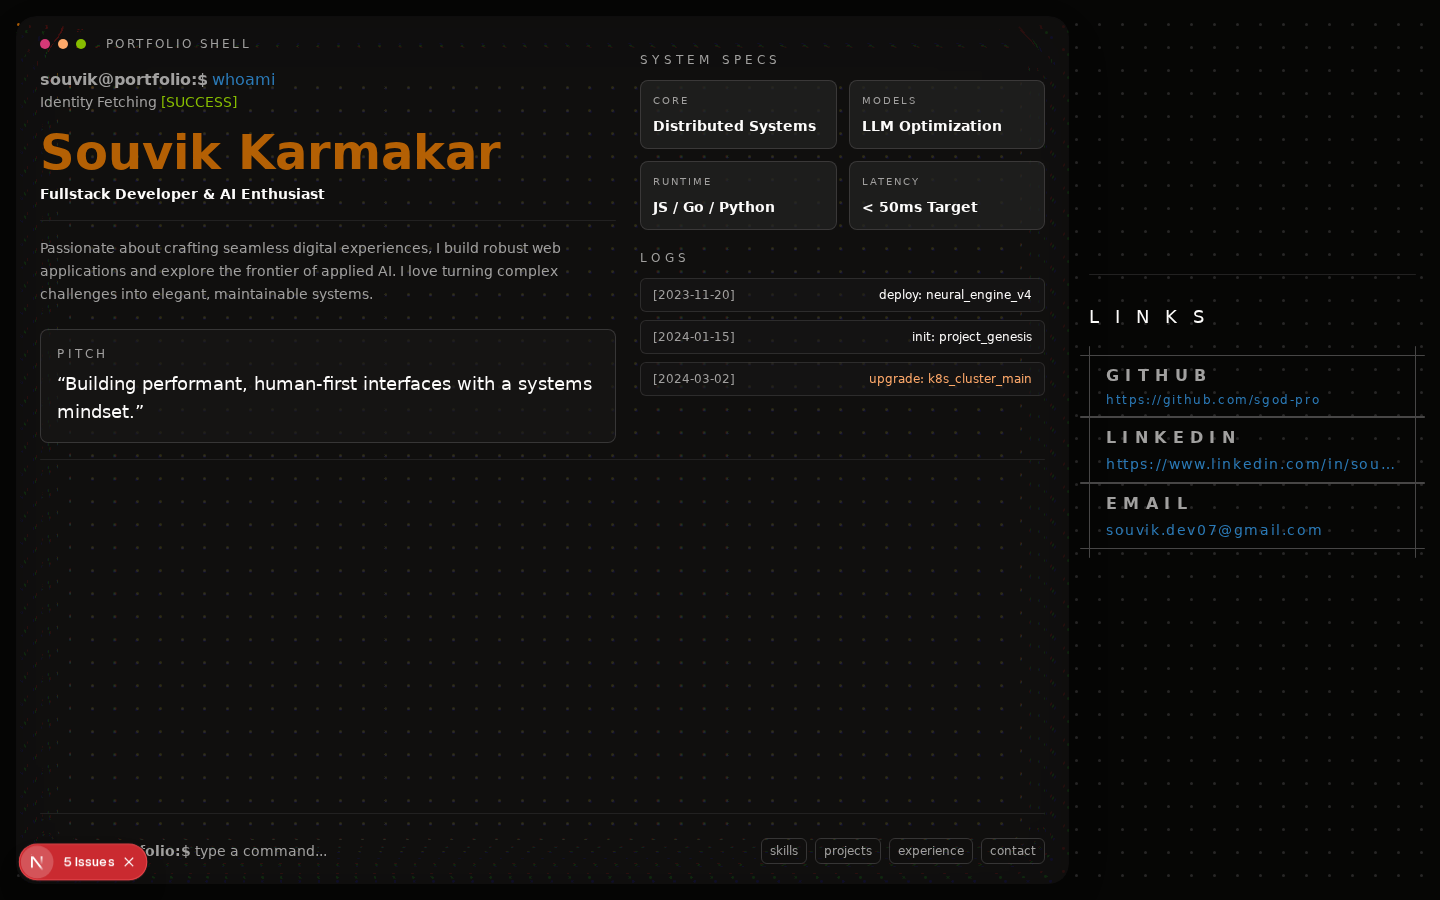 PORTFOLIO SHELL
souvik@portfolio:$ whoami
Identity Fetching [SUCCESS]
Souvik Karmakar
Fullstack Developer & AI Enthusiast
Passionate about crafting seamless digital experiences, I build robust web
applications and explore the frontier of applied AI. I love turning complex
challenges into elegant, maintainable systems.
PITCH
“Building performant, human-first interfaces with a systems
mindset.”
SYSTEM SPECS
CORE
Distributed Systems
MODELS
LLM Optimization
RUNTIME
JS / Go / Python
LATENCY
< 50ms Target
LOGS
[2023-11-20] deploy: neural_engine_v4
[2024-01-15] init: project_genesis
[2024-03-02] upgrade: k8s_cluster_main
LINKS
GITHUB
https://github.com/sgod-pro
LINKEDIN
https://www.linkedin.com/in/sou...
EMAIL
souvik.dev07@gmail.com
folio:$ type a command...
skills
projects
experience
contact
N 5 Issues